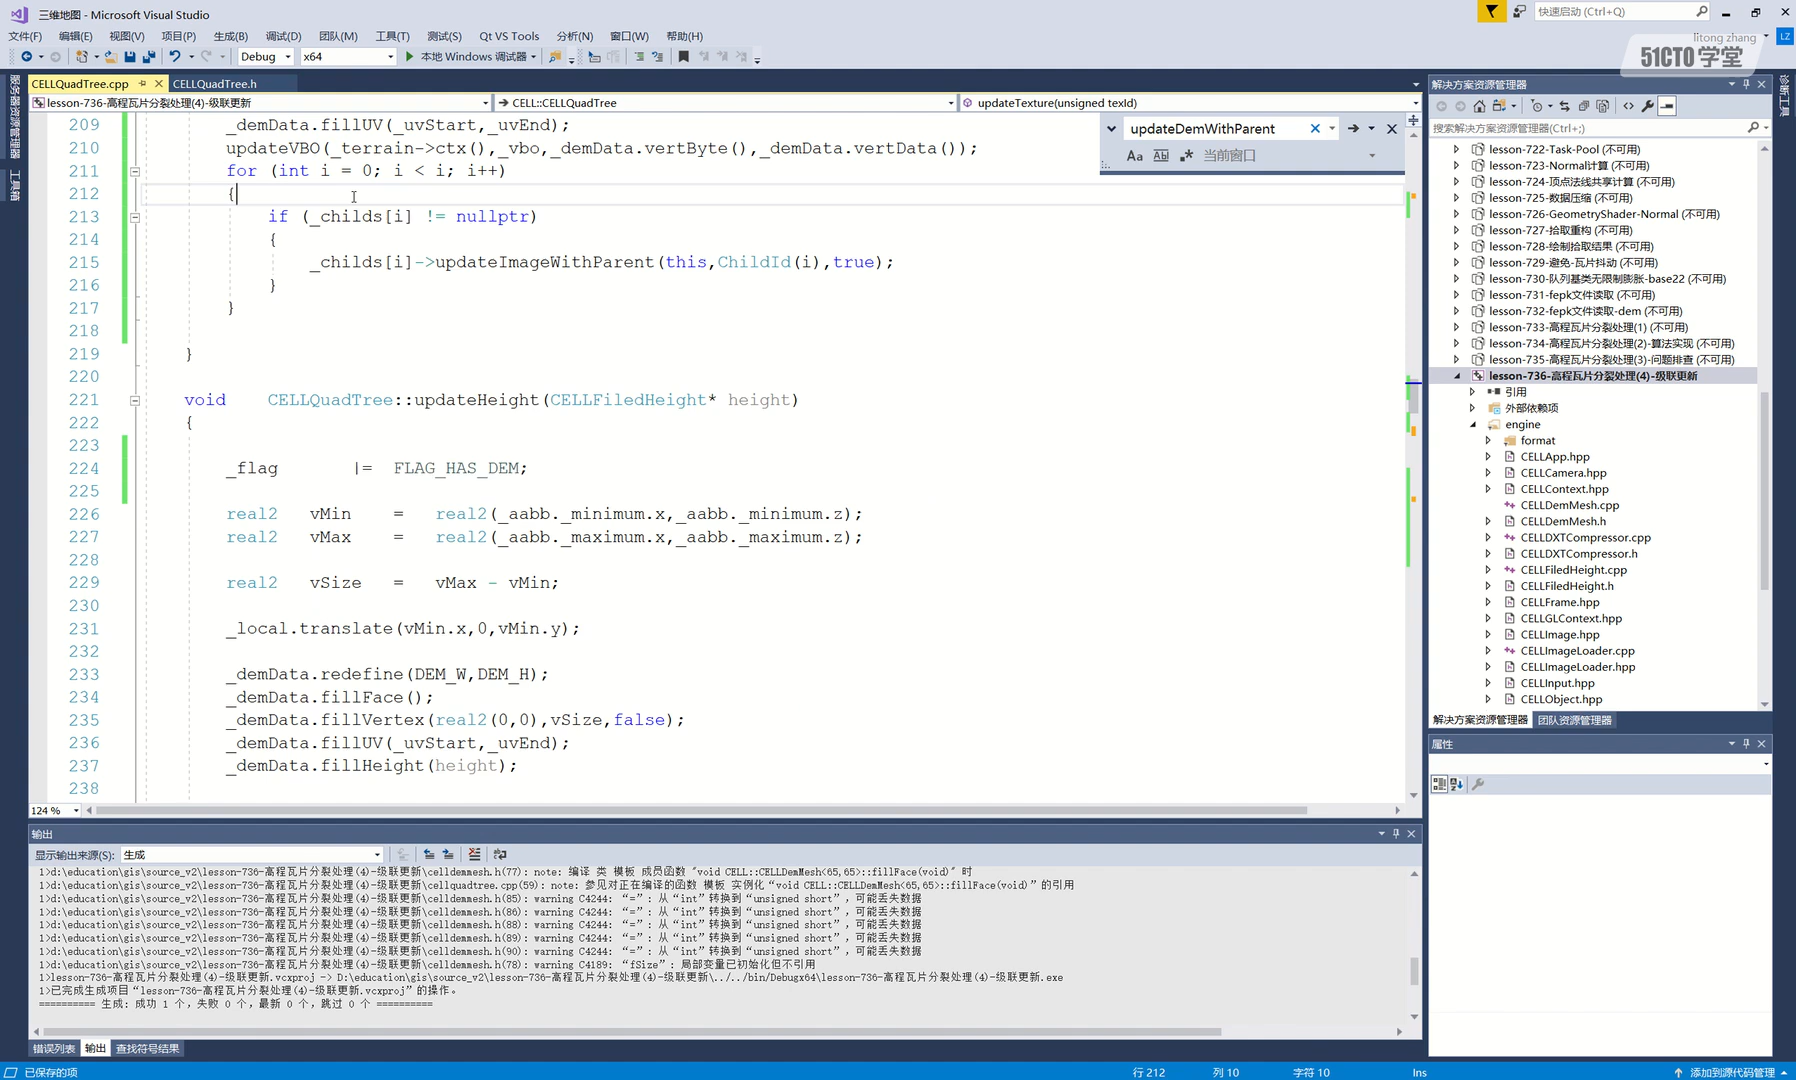 三维地图 - Microsoft Visual Studio
快速启动 (Ctrl+Q)
文件(F) 编辑(E) 视图(V) 项目(P) 生成(B) 调试(D) 团队(M) 工具(T) 测试(S) Qt VS Tools 分析(N) 窗口(W) 帮助(H)
litong zhang
LZ
51CTO 学堂
Debug x64 本地 Windows 调试器
服务器资源管理器
工具箱
诊断工具
CELLQuadTree.cpp CELLQuadTree.h
lesson-736-高程瓦片分裂处理(4)-级联更新 CELL::CELLQuadTree updateTexture(unsigned texId)
updateDemWithParent
Aa Ab 当前窗口
209 _demData.fillUV(_uvStart,_uvEnd);
210 updateVBO(_terrain->ctx(),_vbo,_demData.vertByte(),_demData.vertData());
211 for (int i = 0; i < i; i++)
212 {
213 if (_childs[i] != nullptr)
214 {
215 _childs[i]->updateImageWithParent(this,ChildId(i),true);
216 }
217 }
218
219 }
220
221 void CELLQuadTree::updateHeight(CELLFiledHeight* height)
222 {
223
224 _flag |= FLAG_HAS_DEM;
225
226 real2 vMin = real2(_aabb._minimum.x,_aabb._minimum.z);
227 real2 vMax = real2(_aabb._maximum.x,_aabb._maximum.z);
228
229 real2 vSize = vMax - vMin;
230
231 _local.translate(vMin.x,0,vMin.y);
232
233 _demData.redefine(DEM_W,DEM_H);
234 _demData.fillFace();
235 _demData.fillVertex(real2(0,0),vSize,false);
236 _demData.fillUV(_uvStart,_uvEnd);
237 _demData.fillHeight(height);
238
124 %
解决方案资源管理器
搜索解决方案资源管理器(Ctrl+;)
lesson-722-Task-Pool (不可用)
lesson-723-Normal计算 (不可用)
lesson-724-顶点法线共享计算 (不可用)
lesson-725-数据压缩 (不可用)
lesson-726-GeometryShader-Normal (不可用)
lesson-727-拾取重构 (不可用)
lesson-728-绘制拾取结果 (不可用)
lesson-729-避免-瓦片抖动 (不可用)
lesson-730-队列基类无限制膨胀-base22 (不可用)
lesson-731-fepk文件读取 (不可用)
lesson-732-fepk文件读取-dem (不可用)
lesson-733-高程瓦片分裂处理(1) (不可用)
lesson-734-高程瓦片分裂处理(2)-算法实现 (不可用)
lesson-735-高程瓦片分裂处理(3)-问题排查 (不可用)
lesson-736-高程瓦片分裂处理(4)-级联更新
引用
外部依赖项
engine
format
CELLApp.hpp
CELLCamera.hpp
CELLContext.hpp
CELLDemMesh.cpp
CELLDemMesh.h
CELLDXTCompressor.cpp
CELLDXTCompressor.h
CELLFiledHeight.cpp
CELLFiledHeight.h
CELLFrame.hpp
CELLGLContext.hpp
CELLImage.hpp
CELLImageLoader.cpp
CELLImageLoader.hpp
CELLInput.hpp
CELLObject.hpp
解决方案资源管理器 团队资源管理器
属性
输出
显示输出来源(S): 生成
1>d:\education\gis\source_v2\lesson-736-高程瓦片分裂处理(4)-级联更新\celldemmesh.h(77): note: 编译 类 模板 成员函数 "void CELL::CELLDemMesh<65,65>::fillFace(void)" 时
1>d:\education\gis\source_v2\lesson-736-高程瓦片分裂处理(4)-级联更新\cellquadtree.cpp(59): note: 参见对正在编译的函数 模板 实例化“void CELL::CELLDemMesh<65,65>::fillFace(void)”的引用
1>d:\education\gis\source_v2\lesson-736-高程瓦片分裂处理(4)-级联更新\celldemmesh.h(85): warning C4244: “=”: 从“int”转换到“unsigned short”，可能丢失数据
1>d:\education\gis\source_v2\lesson-736-高程瓦片分裂处理(4)-级联更新\celldemmesh.h(86): warning C4244: “=”: 从“int”转换到“unsigned short”，可能丢失数据
1>d:\education\gis\source_v2\lesson-736-高程瓦片分裂处理(4)-级联更新\celldemmesh.h(88): warning C4244: “=”: 从“int”转换到“unsigned short”，可能丢失数据
1>d:\education\gis\source_v2\lesson-736-高程瓦片分裂处理(4)-级联更新\celldemmesh.h(89): warning C4244: “=”: 从“int”转换到“unsigned short”，可能丢失数据
1>d:\education\gis\source_v2\lesson-736-高程瓦片分裂处理(4)-级联更新\celldemmesh.h(90): warning C4244: “=”: 从“int”转换到“unsigned short”，可能丢失数据
1>d:\education\gis\source_v2\lesson-736-高程瓦片分裂处理(4)-级联更新\celldemmesh.h(78): warning C4189: “fSize”: 局部变量已初始化但不引用
1>lesson-736-高程瓦片分裂处理(4)-级联更新.vcxproj -> D:\education\gis\source_v2\lesson-736-高程瓦片分裂处理(4)-级联更新\../../bin/Debugx64\lesson-736-高程瓦片分裂处理(4)-级联更新.exe
1>已完成生成项目“lesson-736-高程瓦片分裂处理(4)-级联更新.vcxproj”的操作。
========== 生成: 成功 1 个，失败 0 个，最新 0 个，跳过 0 个 ==========
错误列表 输出 查找符号结果
已保存的项 行 212 列 10 字符 10 Ins 添加到源代码管理